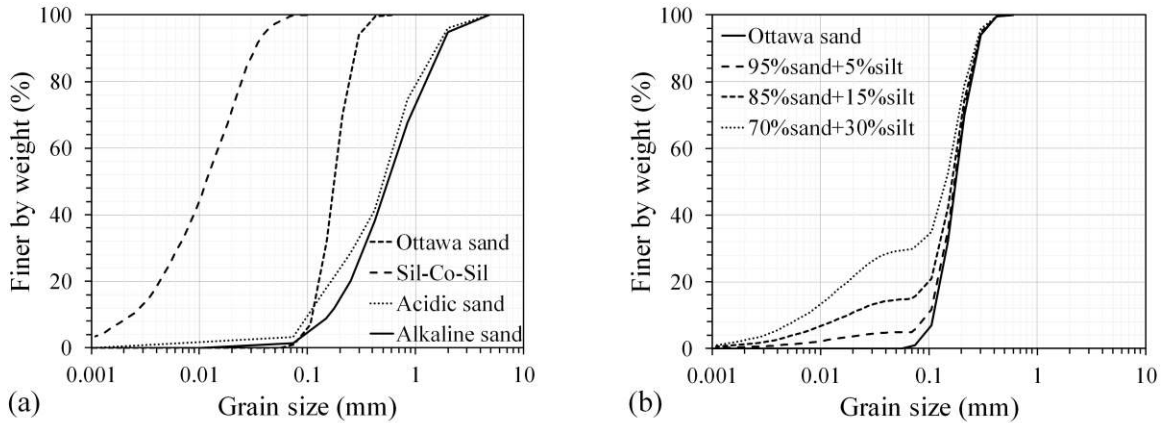 100
80
60
40
20
0
Finer by weight (%)
Ottawa sand
Sil-Co-Sil
Acidic sand
Alkaline sand
0.001 0.01 0.1 1 10
Grain size (mm)
(a)
100
80
60
40
20
0
Finer by weight (%)
Ottawa sand
95%sand+5%silt
85%sand+15%silt
70%sand+30%silt
0.001 0.01 0.1 1 10
Grain size (mm)
(b)